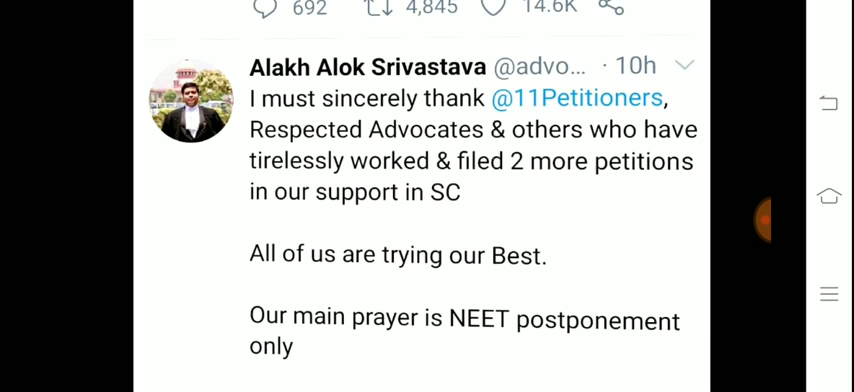 692 4,845 14.6K
Alakh Alok Srivastava @advo... · 10h
I must sincerely thank @11Petitioners,
Respected Advocates & others who have
tirelessly worked & filed 2 more petitions
in our support in SC
All of us are trying our Best.
Our main prayer is NEET postponement
only